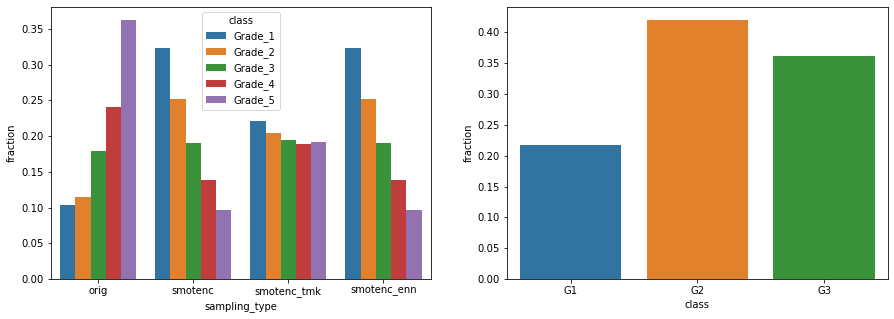 class
Grade_1
Grade_2
Grade_3
Grade_4
Grade_5
fraction
0.35
0.30
0.25
0.20
0.15
0.10
0.05
0.00
orig smotenc smotenc_tmk smotenc_enn
sampling_type
fraction
0.40
0.35
0.30
0.25
0.20
0.15
0.10
0.05
0.00
G1 G2 G3
class